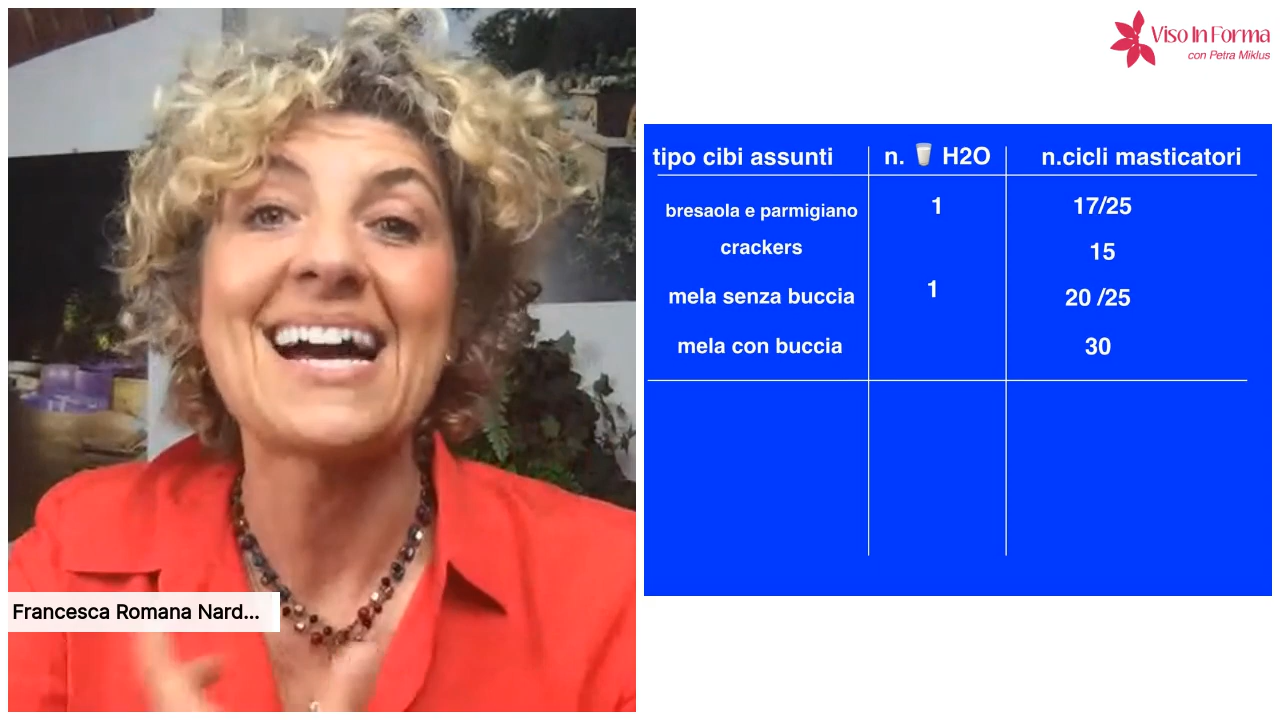 Viso In Forma
con Petra Miklus
tipo cibi assunti n. H2O n.cicli masticatori
bresaola e parmigiano 1 17/25
crackers 15
mela senza buccia 1 20 /25
mela con buccia 30
Francesca Romana Nard...